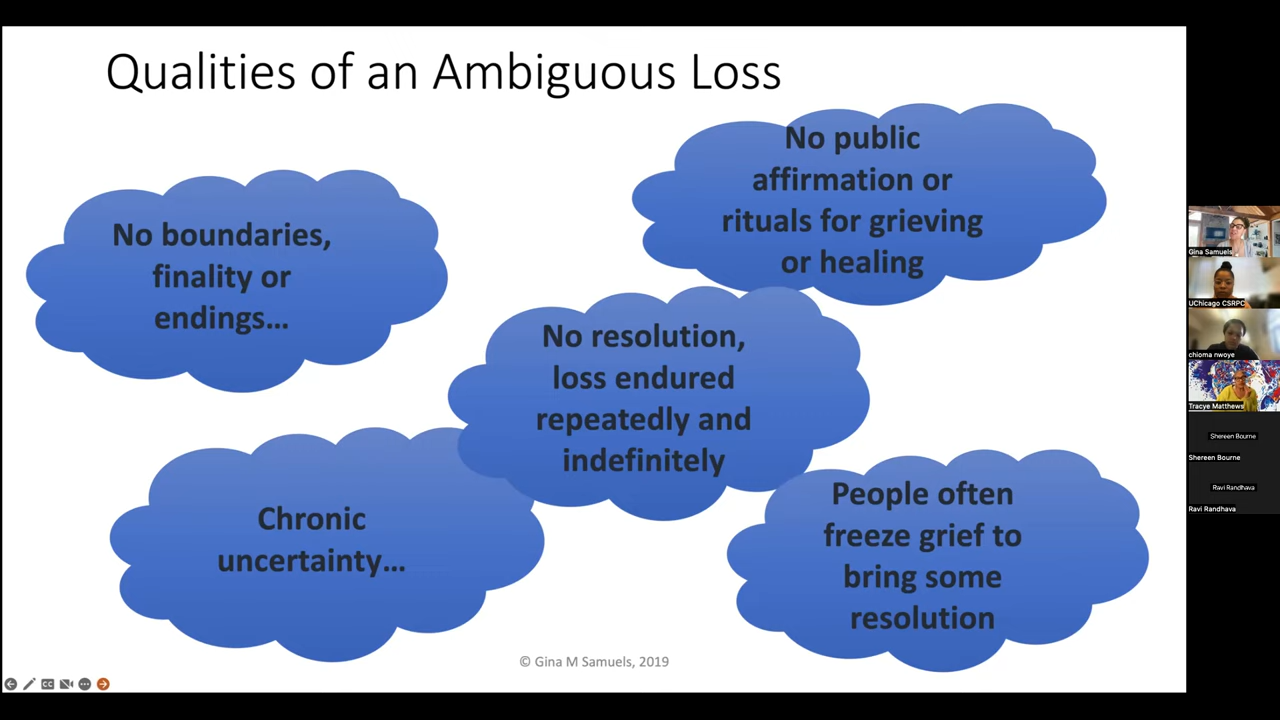 Qualities of an Ambiguous Loss
No public
affirmation or
rituals for grieving
or healing
No boundaries,
finality or
endings...
No resolution,
loss endured
repeatedly and
indefinitely
Chronic
uncertainty...
People often
freeze grief to
bring some
resolution
© Gina M Samuels, 2019
CC
Gina Samuels
UChicago CSRPC
chioma nwoye
Tracye Matthews
Shereen Bourne
Shereen Bourne
Ravi Randhava
Ravi Randhava